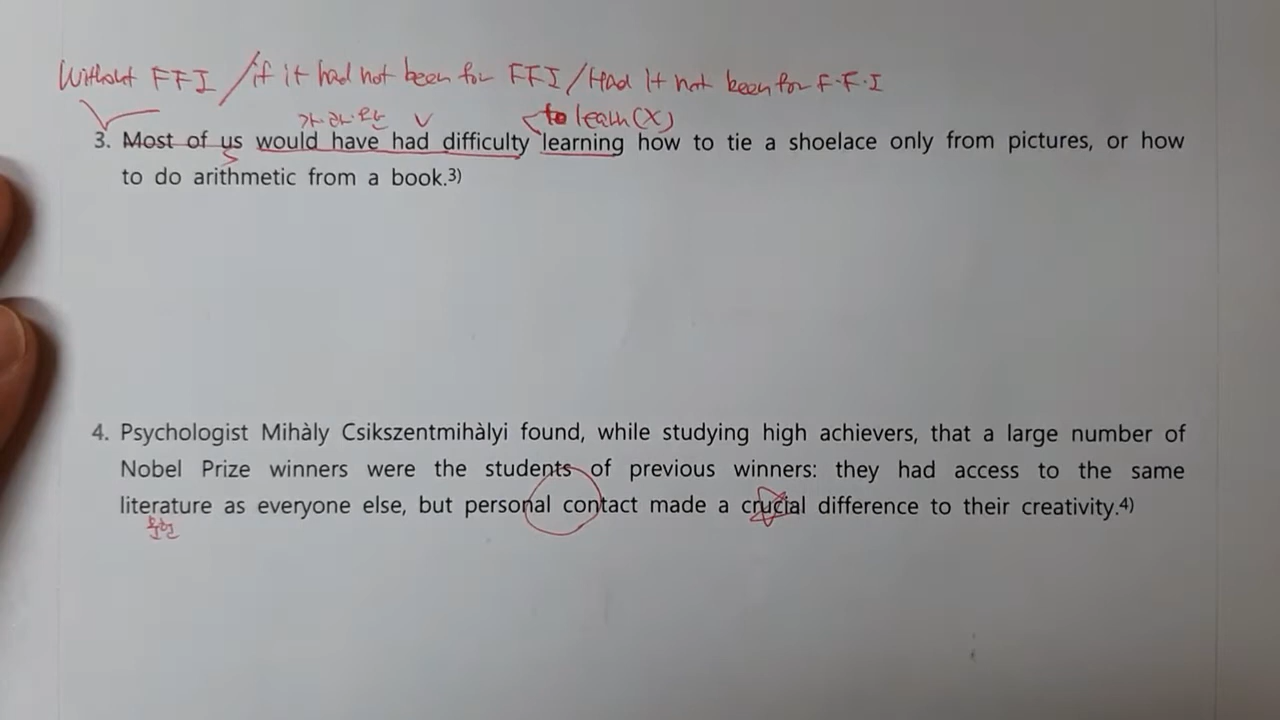 Without FFI / if it had not been for FFI / Had it not been for F·F·I
가·과·완 V to learn (X)
3. Most of us would have had difficulty learning how to tie a shoelace only from pictures, or how
S
to do arithmetic from a book.3)
4. Psychologist Mihàly Csikszentmihàlyi found, while studying high achievers, that a large number of
Nobel Prize winners were the students of previous winners: they had access to the same
literature as everyone else, but personal contact made a crucial difference to their creativity.4)
문헌